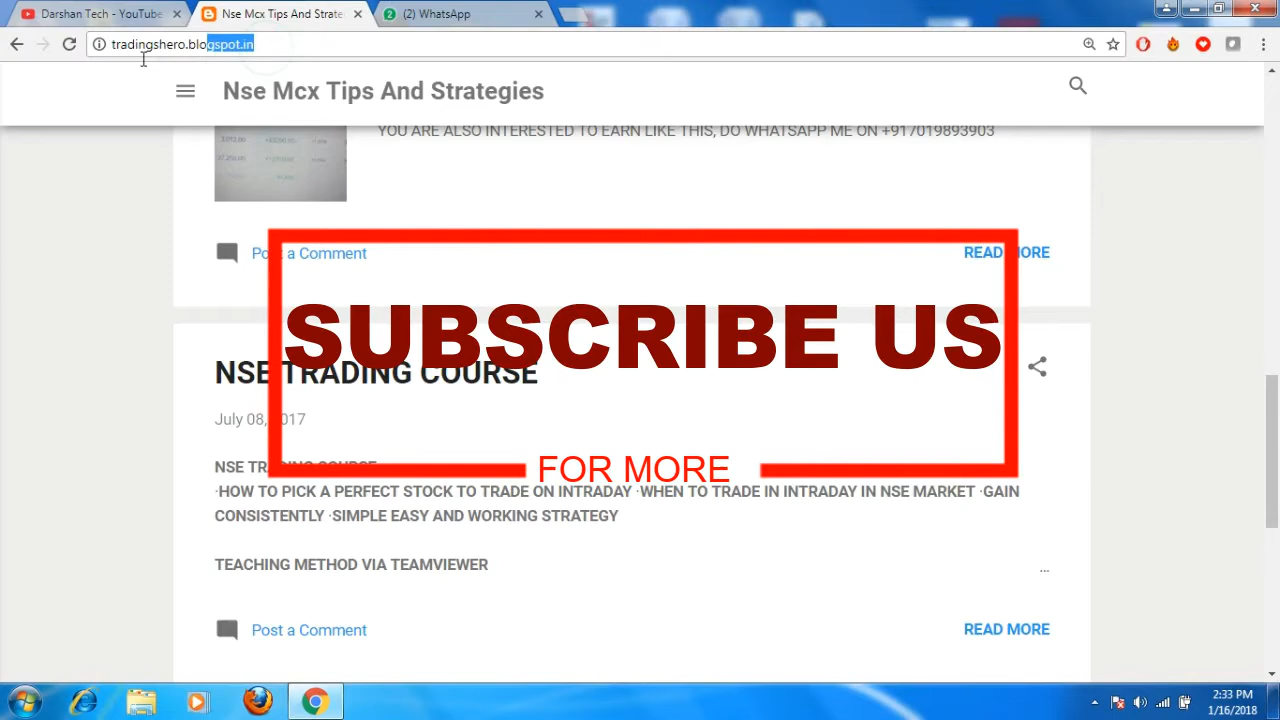 Darshan Tech - YouTube
Nse Mcx Tips And Strate
(2) WhatsApp
tradingshero.blogspot.in
Nse Mcx Tips And Strategies
YOU ARE ALSO INTERESTED TO EARN LIKE THIS, DO WHATSAPP ME ON +917019893903
Post a Comment
READ MORE
SUBSCRIBE US
FOR MORE
NSE TRADING COURSE
July 08, 2017
NSE TRADING COURSE
·HOW TO PICK A PERFECT STOCK TO TRADE ON INTRADAY ·WHEN TO TRADE IN INTRADAY IN NSE MARKET ·GAIN
CONSISTENTLY ·SIMPLE EASY AND WORKING STRATEGY
TEACHING METHOD VIA TEAMVIEWER
...
Post a Comment
READ MORE
2:33 PM
1/16/2018